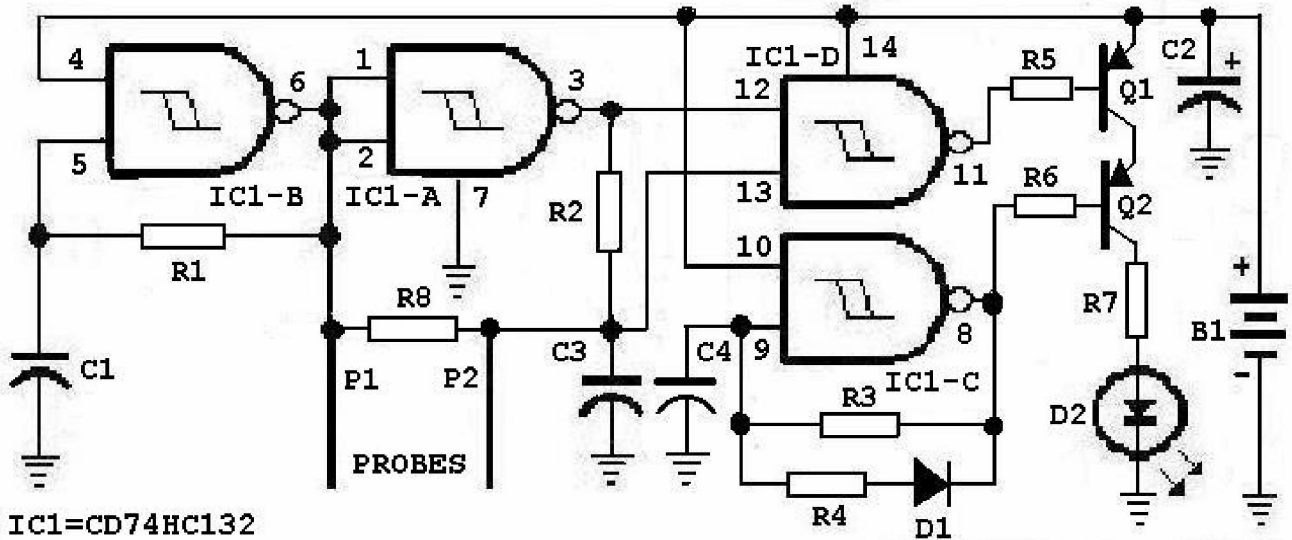 4
5
6
IC1-B
1
2
IC1-A
3
7
R1
R2
R8
C1
P1
P2
PROBES
C3
C4
IC1-D
14
12
13
11
10
9
8
IC1-C
R3
R4
D1
R5
R6
Q1
Q2
C2
+
R7
D2
+
B1
-
IC1=CD74HC132